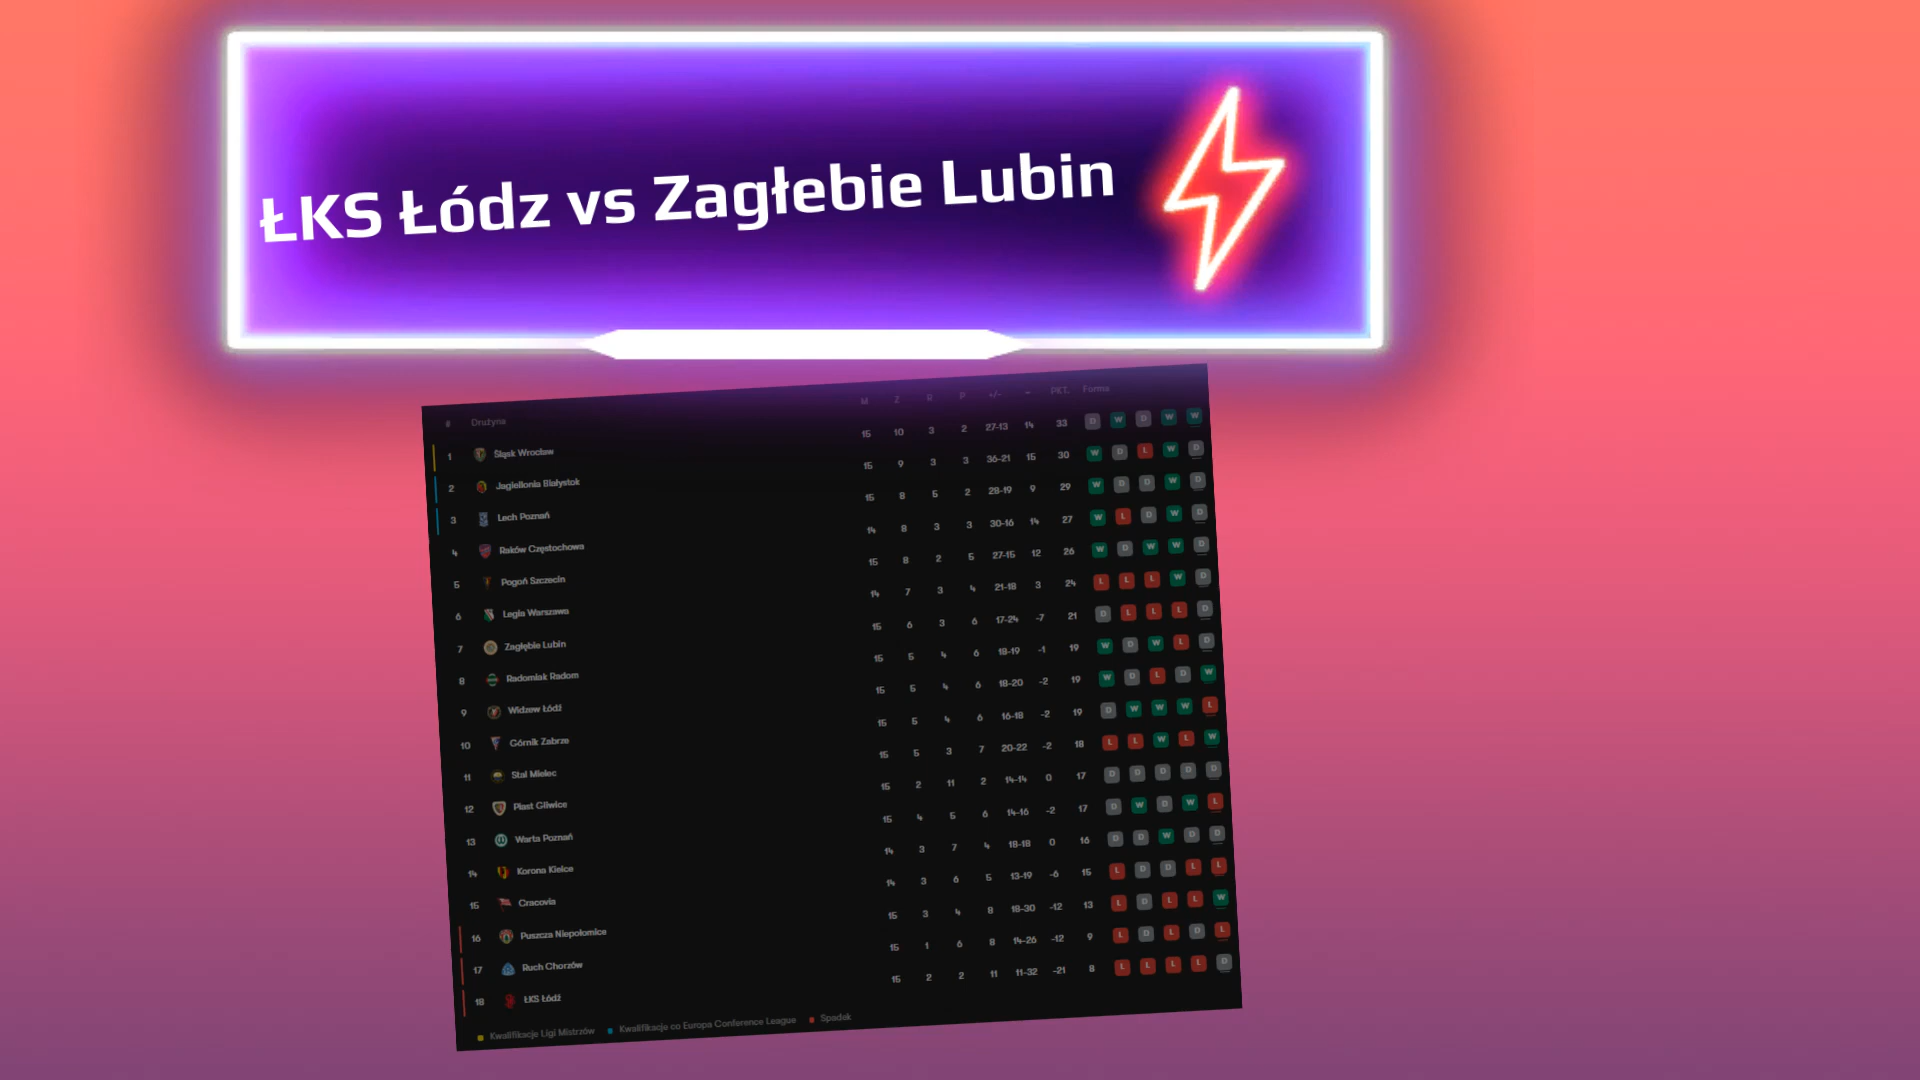 ŁKS Łódz vs Zagłebie Lubin
# Drużyna M Z R P +/- PKT. Forma
1 Śląsk Wrocław 15 10 3 2 27-13 14 33 D W D W W
2 Jagiellonia Białystok 15 9 3 3 36-21 15 30 W D L W D
3 Lech Poznań 15 8 5 2 28-19 9 29 W D D W D
4 Raków Częstochowa 14 8 3 3 30-16 14 27 W L D W D
5 Pogoń Szczecin 15 8 2 5 27-15 12 26 W D W W D
6 Legia Warszawa 14 7 3 4 21-18 3 24 L L L W D
7 Zagłębie Lubin 15 6 3 6 17-24 -7 21 D L L L D
8 Radomiak Radom 15 5 4 6 18-19 -1 19 W D W L D
9 Widzew Łódź 15 5 4 6 18-20 -2 19 W D L D W
10 Górnik Zabrze 15 5 4 6 16-18 -2 19 D W W W L
11 Stal Mielec 15 5 3 7 20-22 -2 18 L L W L W
12 Piast Gliwice 15 2 11 2 14-14 0 17 D D D D D
13 Warta Poznań 15 4 5 6 14-16 -2 17 D W D W L
14 Korona Kielce 14 3 7 4 18-18 0 16 D D W D D
15 Cracovia 14 3 6 5 13-19 -6 15 L D D L L
16 Puszcza Niepołomice 15 3 4 8 18-30 -12 13 L D L L W
17 Ruch Chorzów 15 1 6 8 14-26 -12 9 L D L D L
18 ŁKS Łódź 15 2 2 11 11-32 -21 8 L L L L D
Kwalifikacje Ligi Mistrzów Kwalifikacje co Europa Conference League Spadek